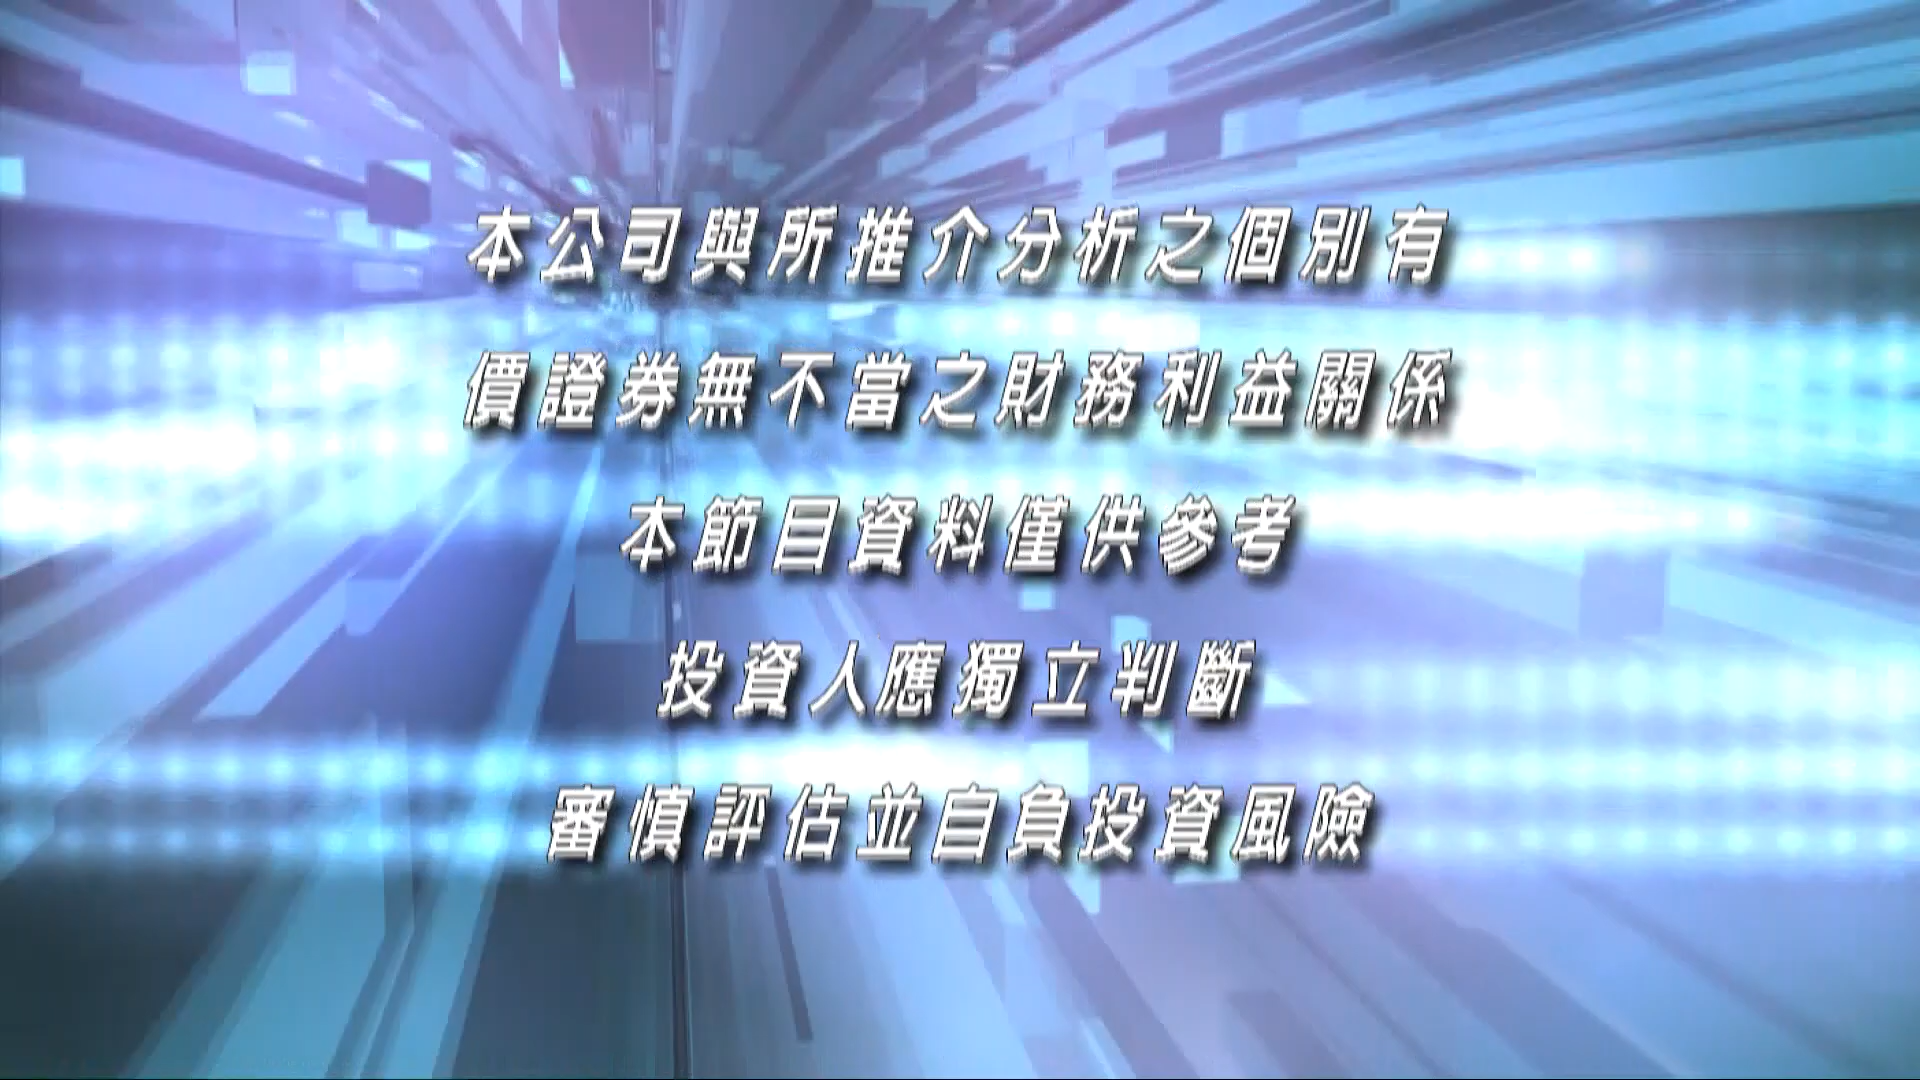 本公司與所推介分析之個別有
價證券無不當之財務利益關係
本節目資料僅供參考
投資人應獨立判斷
審慎評估並自負投資風險